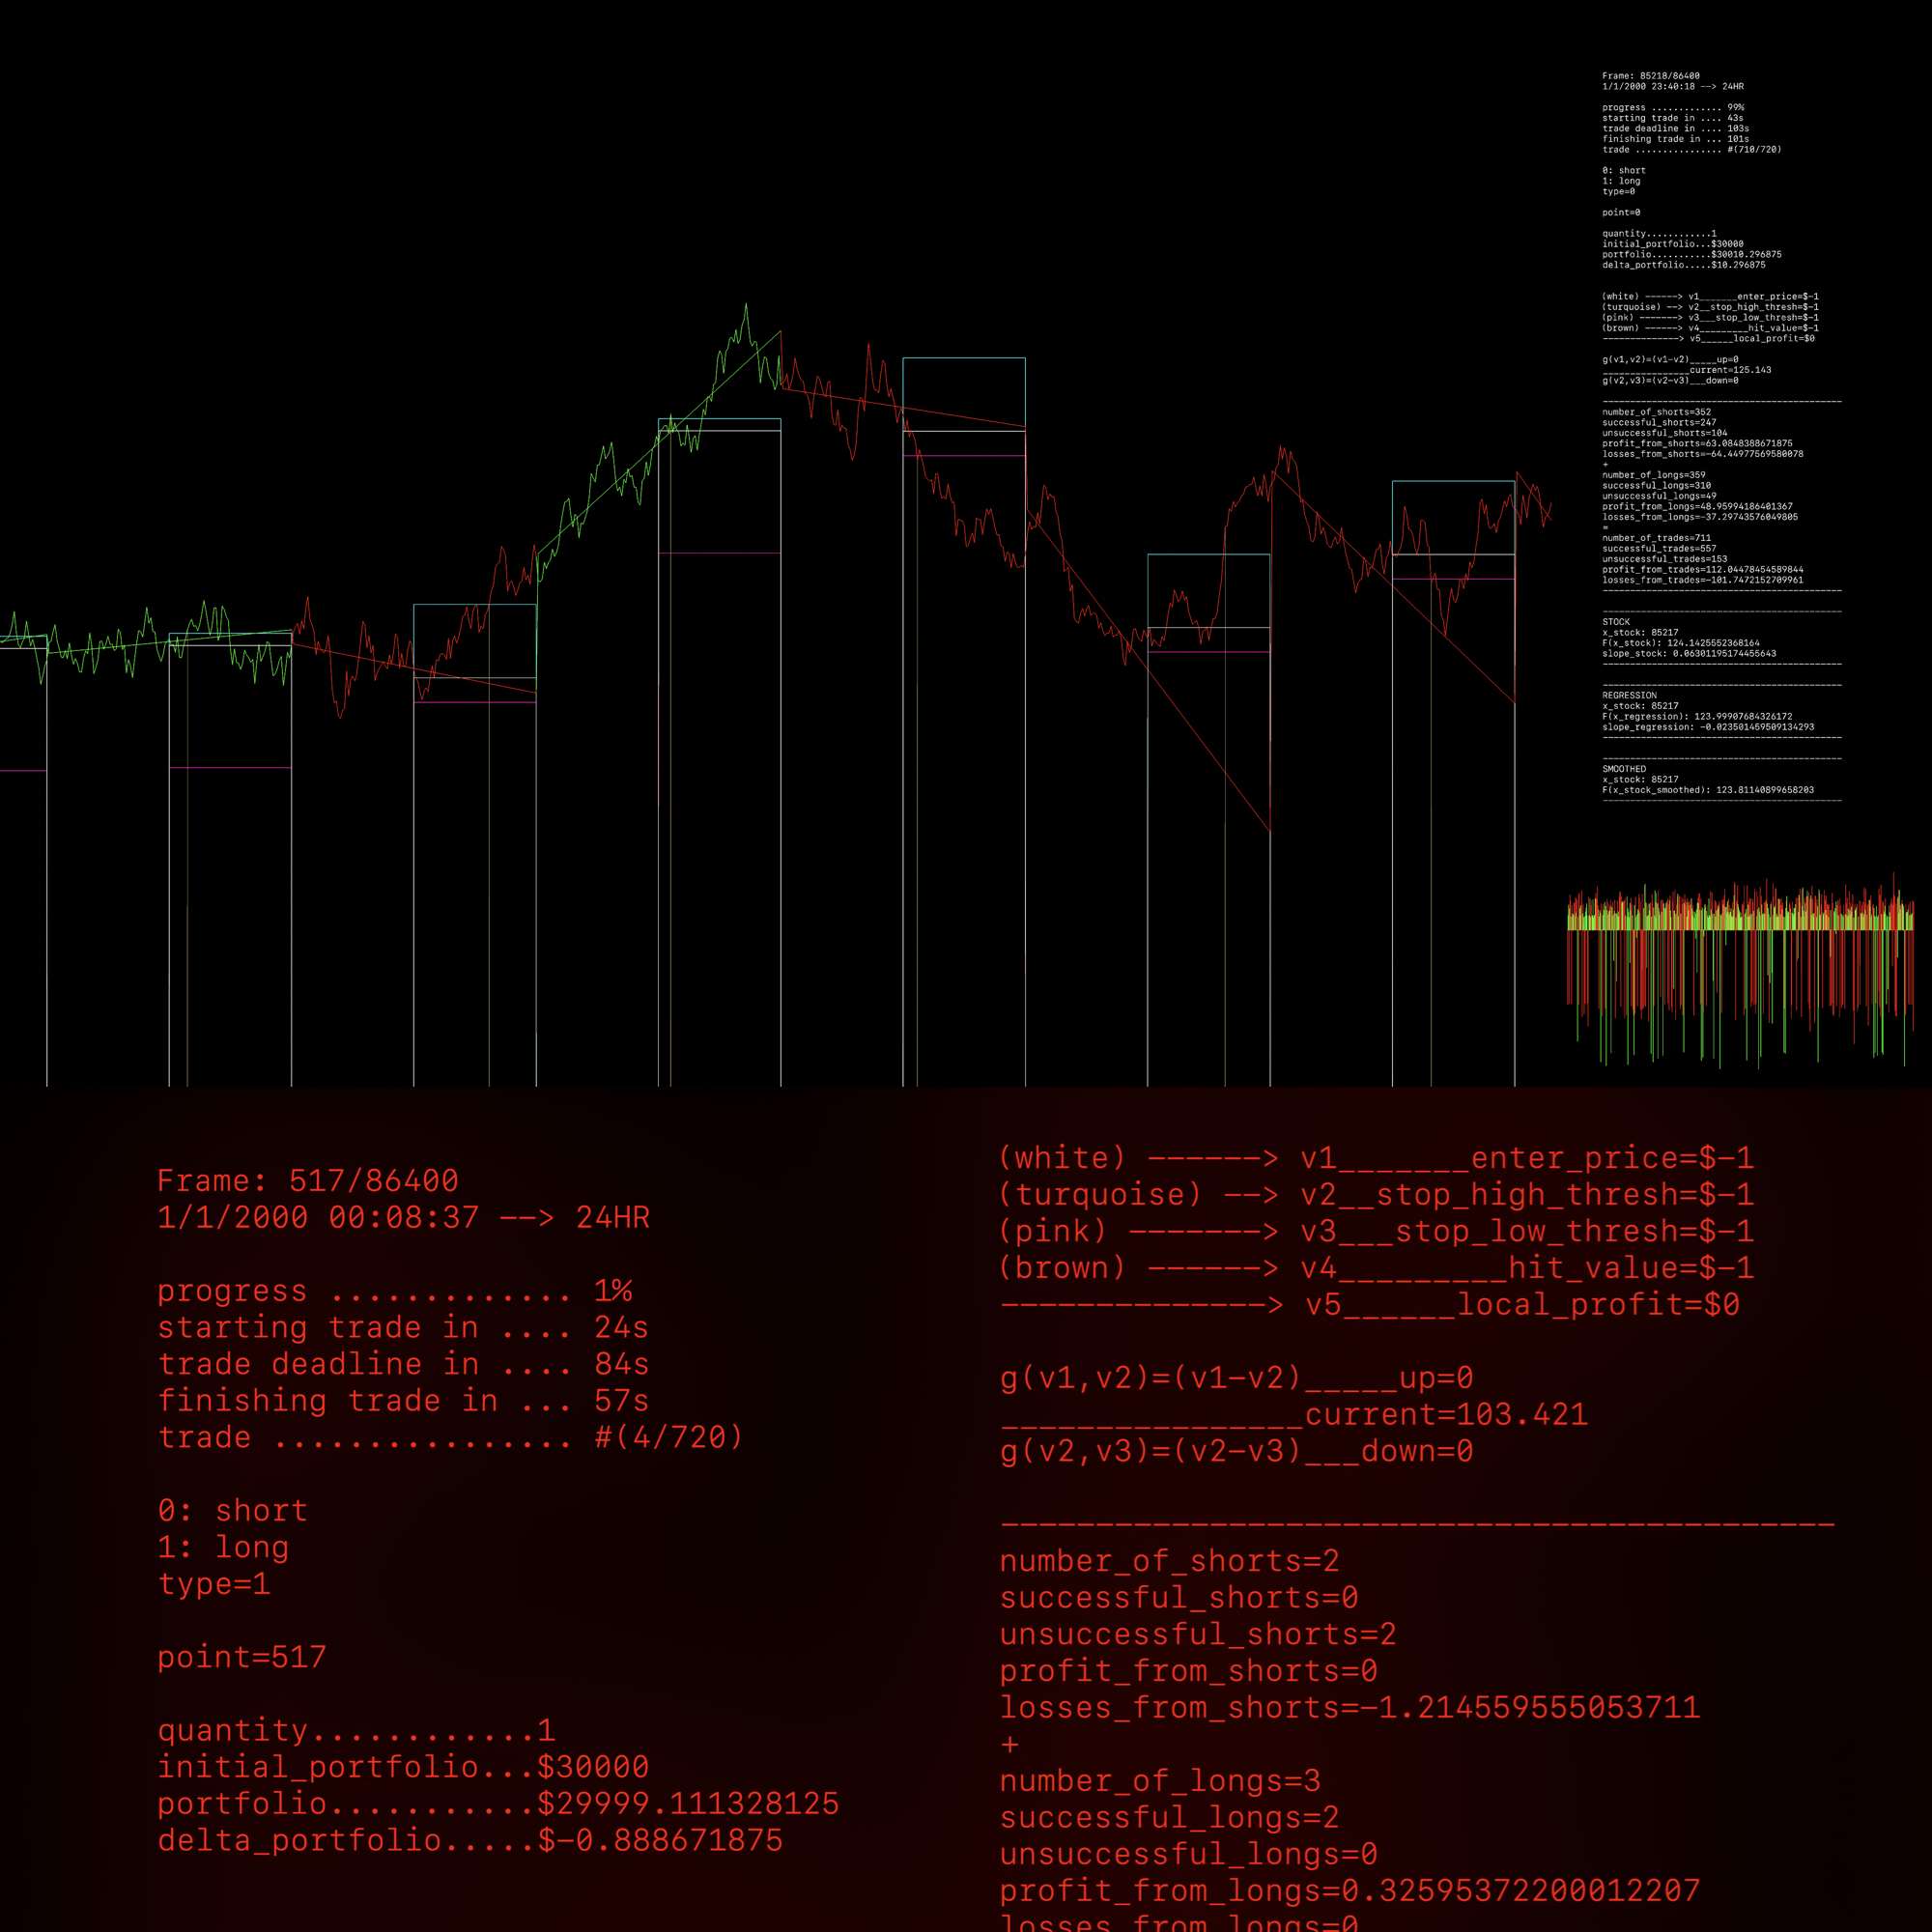 Frame: 85218/86400
1/1/2000 23:40:18 --> 24HR
progress ............. 99%
starting trade in .... 43s
trade deadline in .... 103s
finishing trade in ... 101s
trade ................ #(710/720)
0: short
1: long
type=0
point=0
quantity............1
initial_portfolio...$30000
portfolio...........$30010.296875
delta_portfolio.....$10.296875
(white) ------> v1_______enter_price=$-1
(turquoise) --> v2__stop_high_thresh=$-1
(pink) -------> v3___stop_low_thresh=$-1
(brown) ------> v4_________hit_value=$-1
--------------> v5______local_profit=$0
g(v1,v2)=(v1-v2)_____up=0
________________current=125.143
g(v2,v3)=(v2-v3)___down=0
--------------------------------------------
number_of_shorts=352
successful_shorts=247
unsuccessful_shorts=104
profit_from_shorts=63.0848388671875
losses_from_shorts=-64.44977569580078
+
number_of_longs=359
successful_longs=310
unsuccessful_longs=49
profit_from_longs=48.95994186401367
losses_from_longs=-37.29743576049805
=
number_of_trades=711
successful_trades=557
unsuccessful_trades=153
profit_from_trades=112.04478454589844
losses_from_trades=-101.7472152709961
--------------------------------------------
--------------------------------------------
STOCK
x_stock: 85217
F(x_stock): 124.1425552368164
slope_stock: 0.06301195174455643
--------------------------------------------
--------------------------------------------
REGRESSION
x_stock: 85217
F(x_regression): 123.99907684326172
slope_regression: -0.023501459509134293
--------------------------------------------
--------------------------------------------
SMOOTHED
x_stock: 85217
F(x_stock_smoothed): 123.81140899658203
--------------------------------------------
Frame: 517/86400
1/1/2000 00:08:37 --> 24HR
progress ............. 1%
starting trade in .... 24s
trade deadline in .... 84s
finishing trade in ... 57s
trade ................ #(4/720)
0: short
1: long
type=1
point=517
quantity............1
initial_portfolio...$30000
portfolio...........$29999.111328125
delta_portfolio.....$-0.888671875
(white) ------> v1_______enter_price=$-1
(turquoise) --> v2__stop_high_thresh=$-1
(pink) -------> v3___stop_low_thresh=$-1
(brown) ------> v4_________hit_value=$-1
--------------> v5______local_profit=$0
g(v1,v2)=(v1-v2)_____up=0
________________current=103.421
g(v2,v3)=(v2-v3)___down=0
--------------------------------------------
number_of_shorts=2
successful_shorts=0
unsuccessful_shorts=2
profit_from_shorts=0
losses_from_shorts=-1.214559555053711
+
number_of_longs=3
successful_longs=2
unsuccessful_longs=0
profit_from_longs=0.32595372200012207
losses_from_longs=0